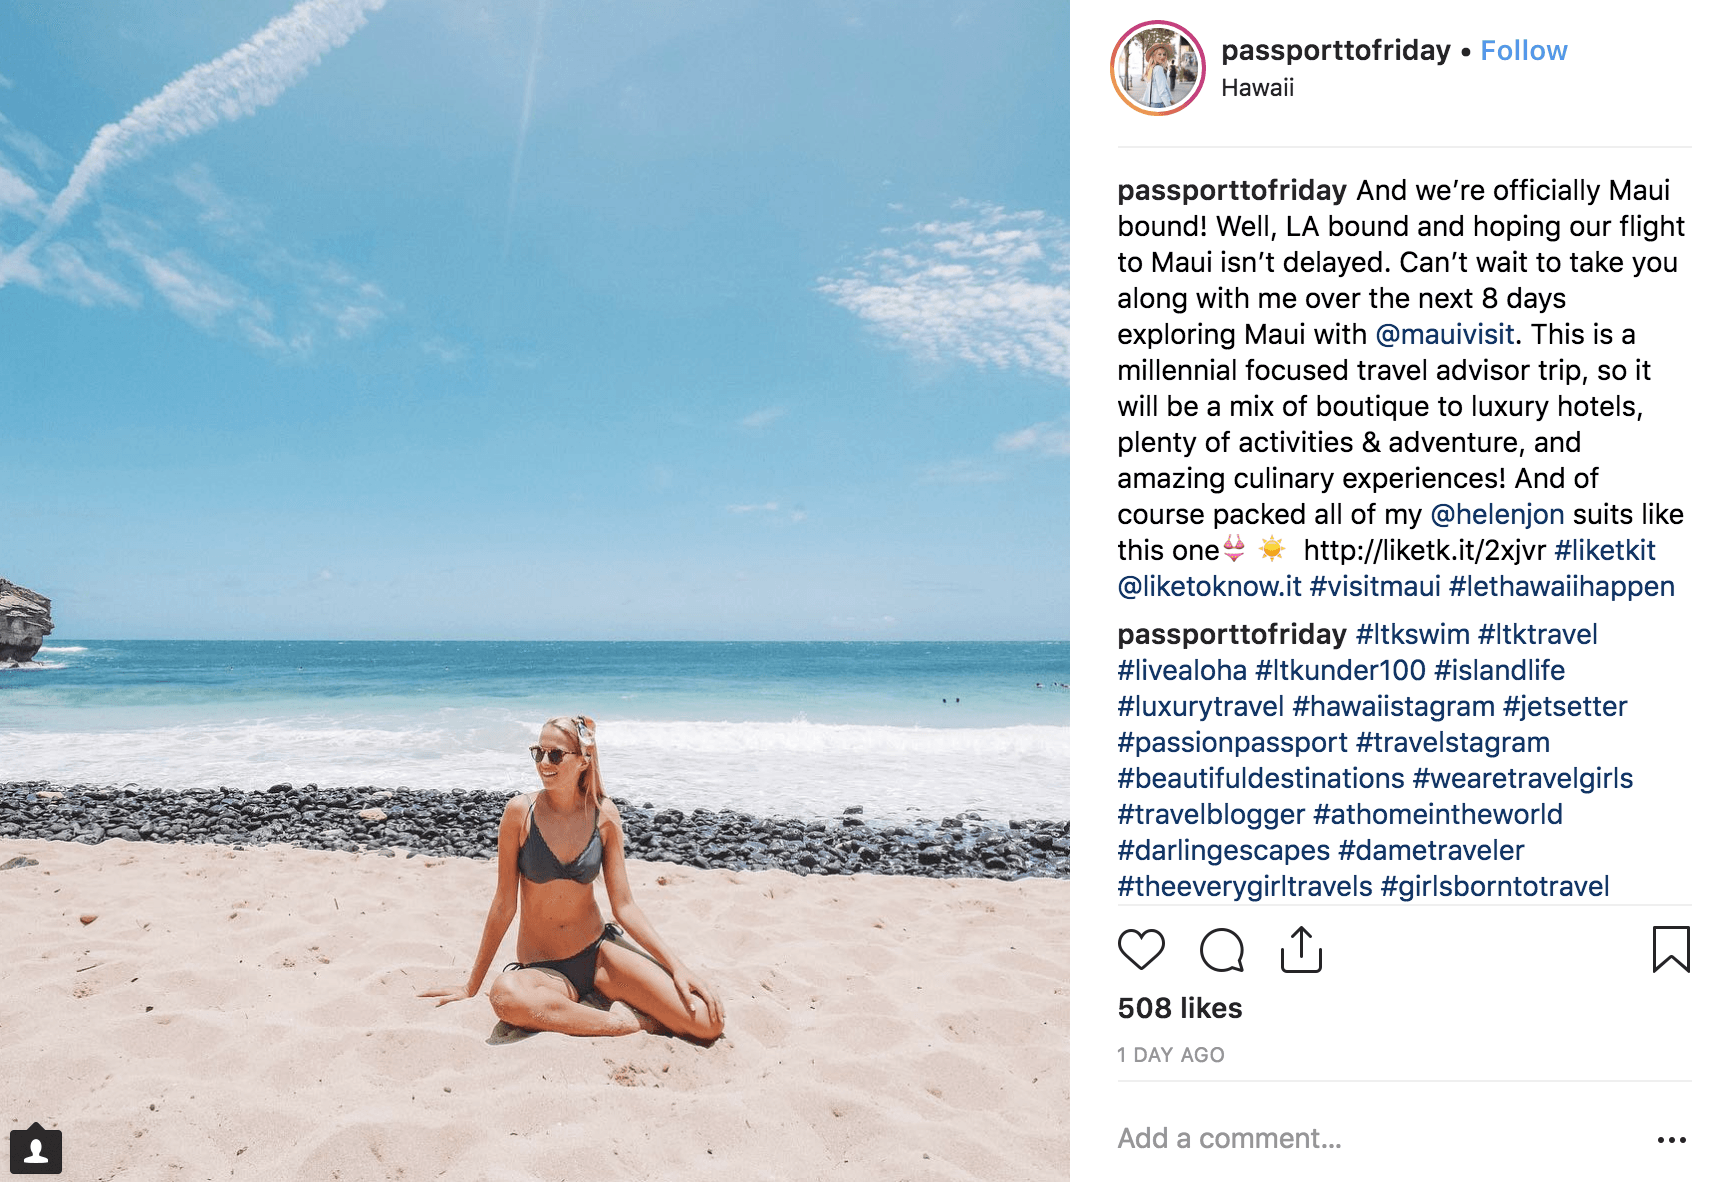 passporttofriday • Follow
Hawaii
passporttofriday And we’re officially Maui
bound! Well, LA bound and hoping our flight
to Maui isn’t delayed. Can’t wait to take you
along with me over the next 8 days
exploring Maui with @mauivisit. This is a
millennial focused travel advisor trip, so it
will be a mix of boutique to luxury hotels,
plenty of activities & adventure, and
amazing culinary experiences! And of
course packed all of my @helenjon suits like
this one👙 ☀️ http://liketk.it/2xjvr #liketkit
@liketoknow.it #visitmaui #lethawaiihappen
passporttofriday #ltkswim #ltktravel
#livealoha #ltkunder100 #islandlife
#luxurytravel #hawaiistagram #jetsetter
#passionpassport #travelstagram
#beautifuldestinations #wearetravelgirls
#travelblogger #athomeintheworld
#darlingescapes #dametraveler
#theeverygirltravels #girlsborntotravel
508 likes
1 DAY AGO
Add a comment...